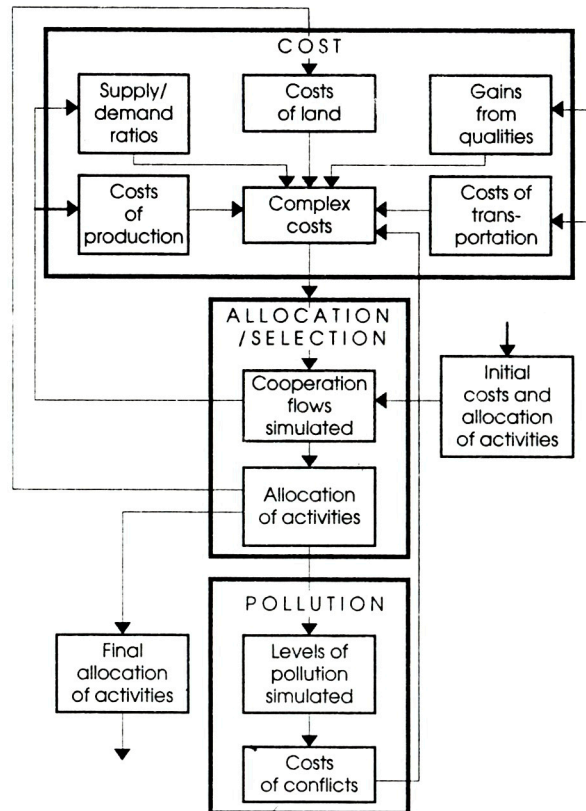 COST
Supply/
demand
ratios
Costs
of land
Gains
from
qualities
Costs
of
production
Complex
costs
Costs of
trans-
portation
ALLOCATION
/SELECTION
Cooperation
flows
simulated
Initial
costs and
allocation
of activities
Allocation
of activities
POLLUTION
Final
allocation
of activities
Levels of
pollution
simulated
Costs
of conflicts